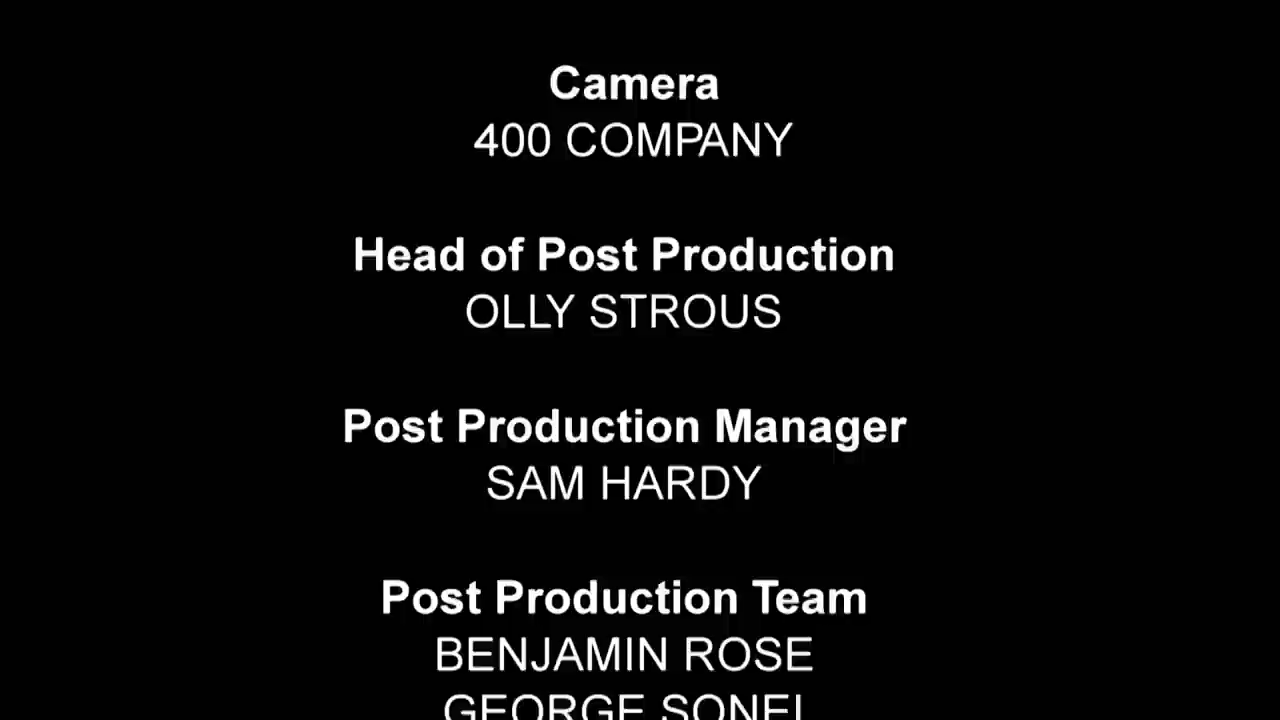 Camera
400 COMPANY
Head of Post Production
OLLY STROUS
Post Production Manager
SAM HARDY
Post Production Team
BENJAMIN ROSE
GEORGE